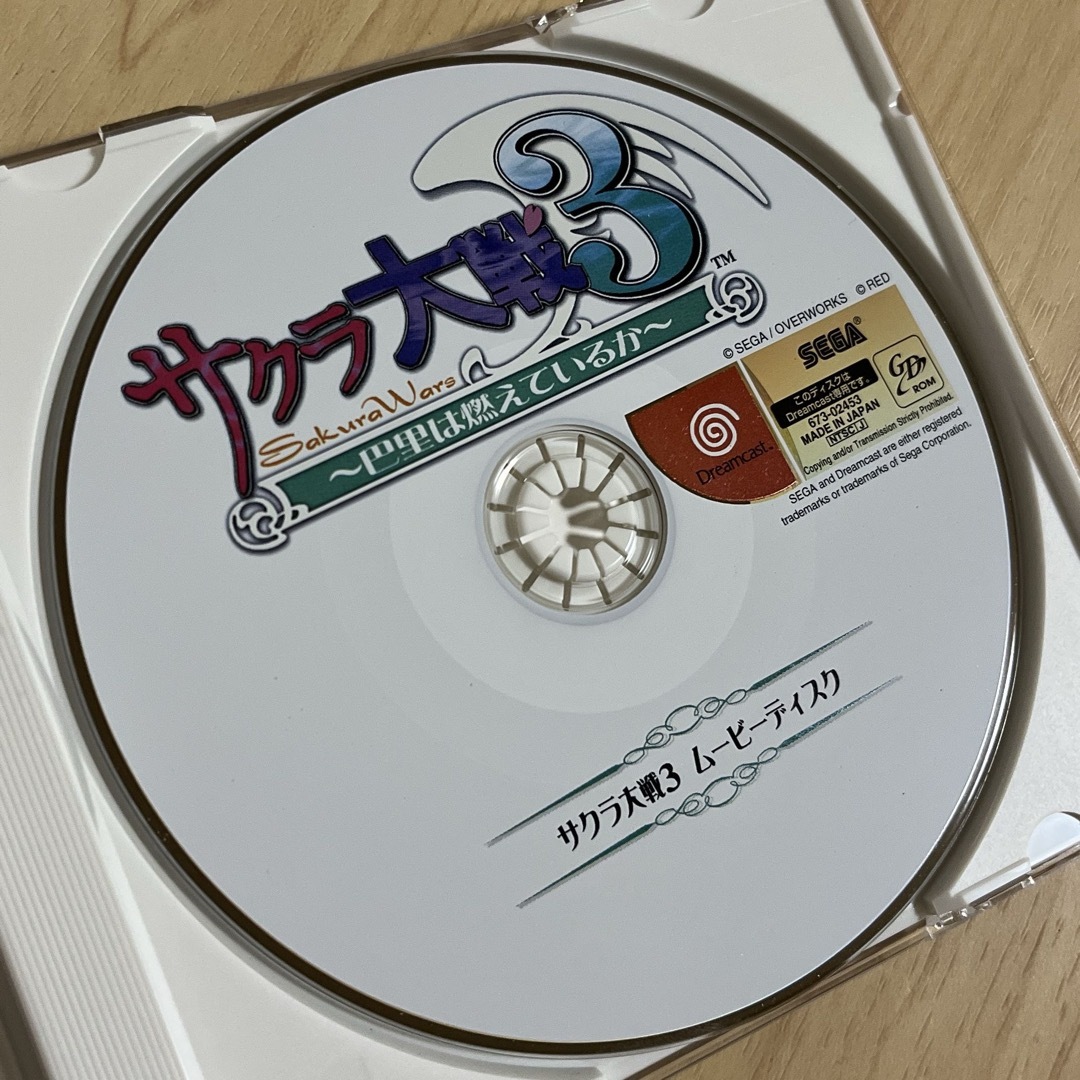 サクラ大戦3 TM
Sakura Wars
～巴里は燃えているか～
© SEGA / OVERWORKS © RED
Dreadcast™
SEGA®
このディスクは
Dreamcast専用です。
673-02453
MADE IN JAPAN
NTSC J
GD
ROM
Copying and/or Transmission Strictly Prohibited.
SEGA and Dreamcast are either registered
trademarks or trademarks of Sega Corporation.
サクラ大戦3 ムービーディスク